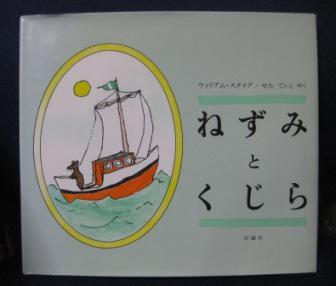 ウィリアム・スタイグ／せた ていじ やく
ねずみ
と
くじら
評論社